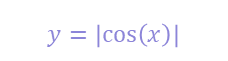 y = |cos(x)|